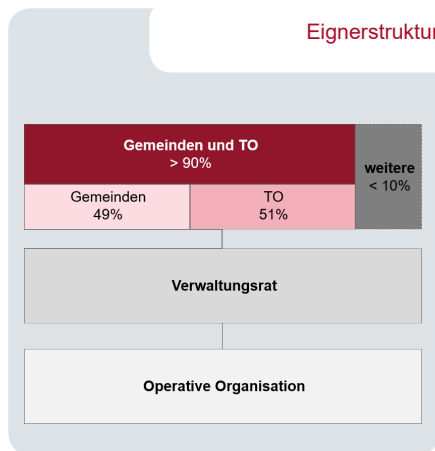 Eignerstruktur
Gemeinden und TO
> 90%
weitere
< 10%
Gemeinden
49%
TO
51%
Verwaltungsrat
Operative Organisation